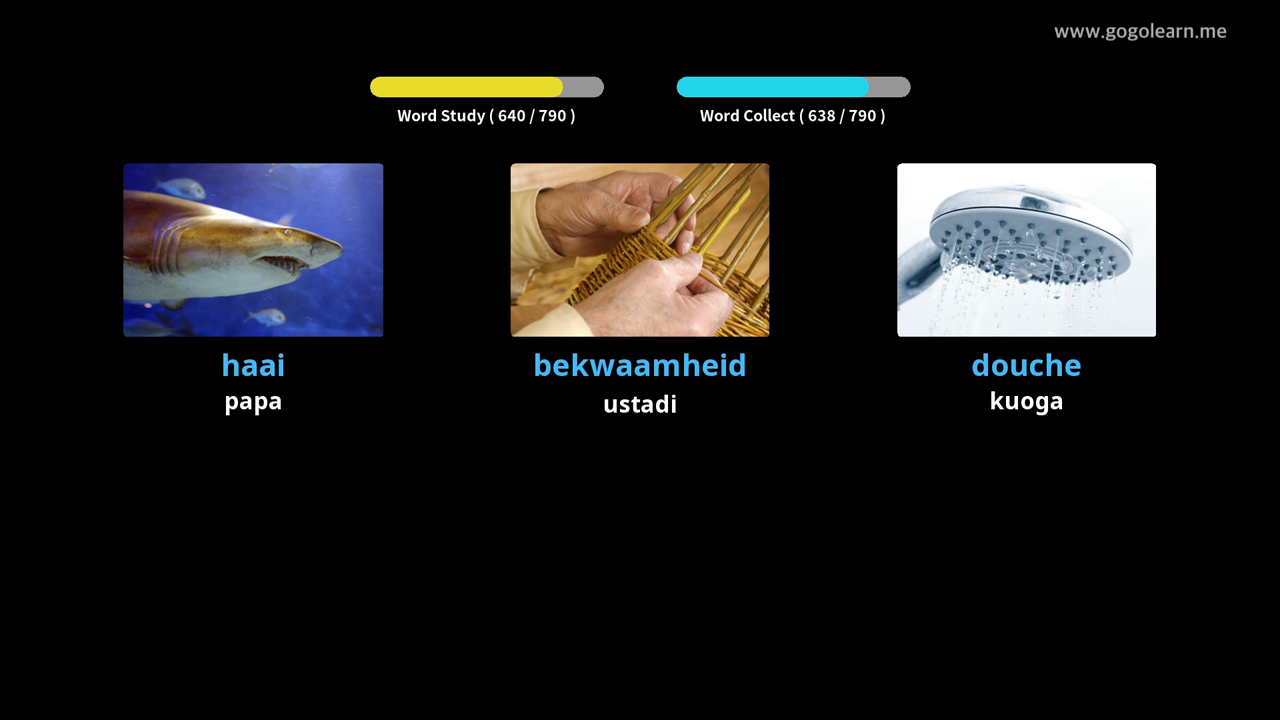 www.gogolearn.me
Word Study ( 640 / 790 )
Word Collect ( 638 / 790 )
haai
papa
bekwaamheid
ustadi
douche
kuoga